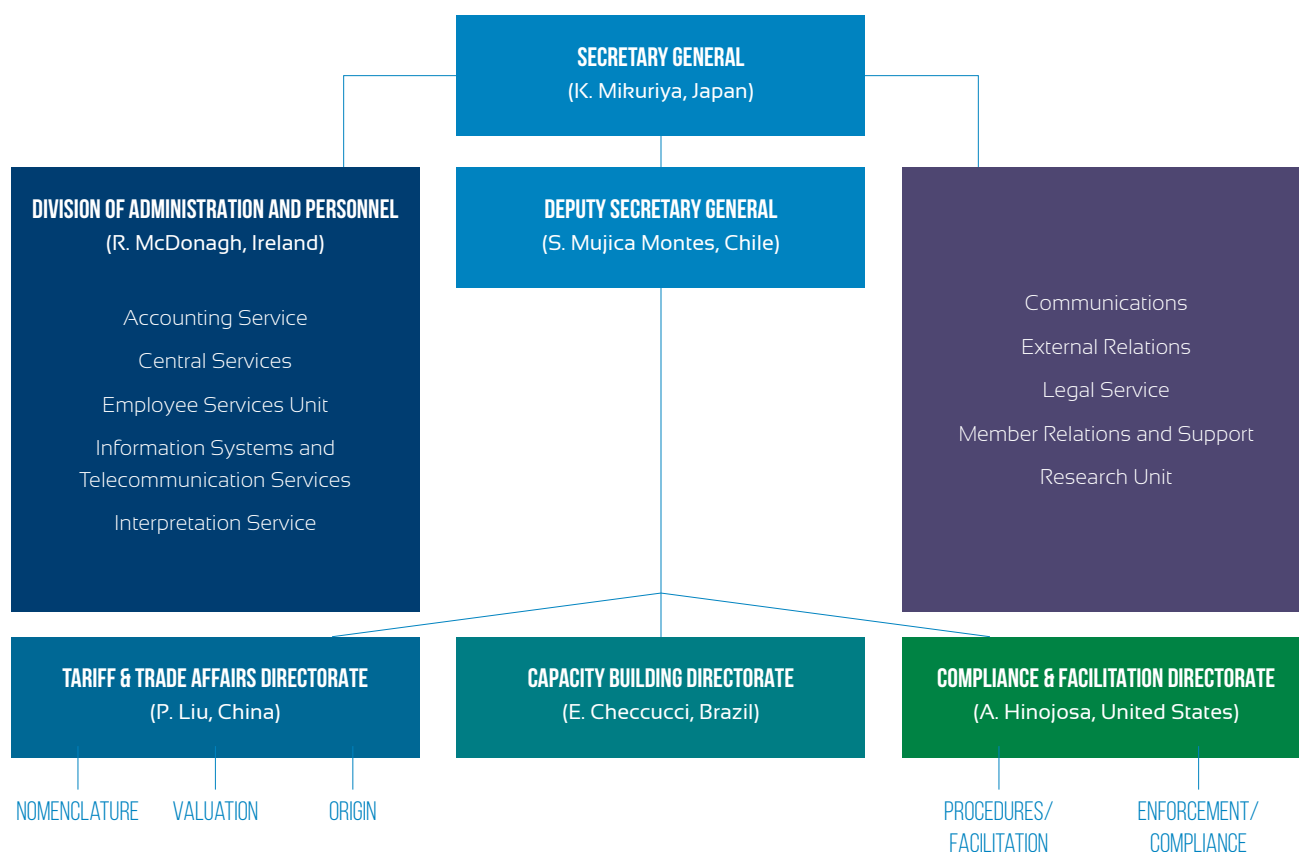 SECRETARY GENERAL
(K. Mikuriya, Japan)
DIVISION OF ADMINISTRATION AND PERSONNEL
(R. McDonagh, Ireland)
Accounting Service
Central Services
Employee Services Unit
Information Systems and
Telecommunication Services
Interpretation Service
DEPUTY SECRETARY GENERAL
(S. Mujica Montes, Chile)
Communications
External Relations
Legal Service
Member Relations and Support
Research Unit
TARIFF & TRADE AFFAIRS DIRECTORATE
(P. Liu, China)
NOMENCLATURE
VALUATION
ORIGIN
CAPACITY BUILDING DIRECTORATE
(E. Checcucci, Brazil)
COMPLIANCE & FACILITATION DIRECTORATE
(A. Hinojosa, United States)
PROCEDURES/
FACILITATION
ENFORCEMENT/
COMPLIANCE